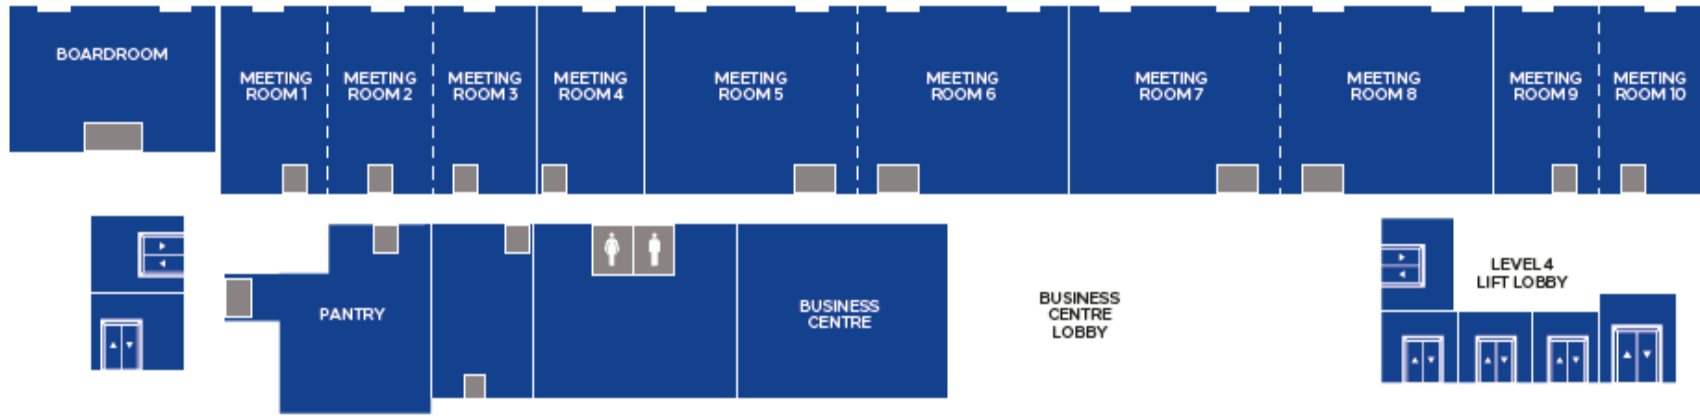 BOARDROOM
MEETING
ROOM 1
MEETING
ROOM 2
MEETING
ROOM 3
MEETING
ROOM 4
MEETING
ROOM 5
MEETING
ROOM 6
MEETING
ROOM 7
MEETING
ROOM 8
MEETING
ROOM 9
MEETING
ROOM 10
PANTRY
BUSINESS
CENTRE
BUSINESS
CENTRE
LOBBY
LEVEL 4
LIFT LOBBY